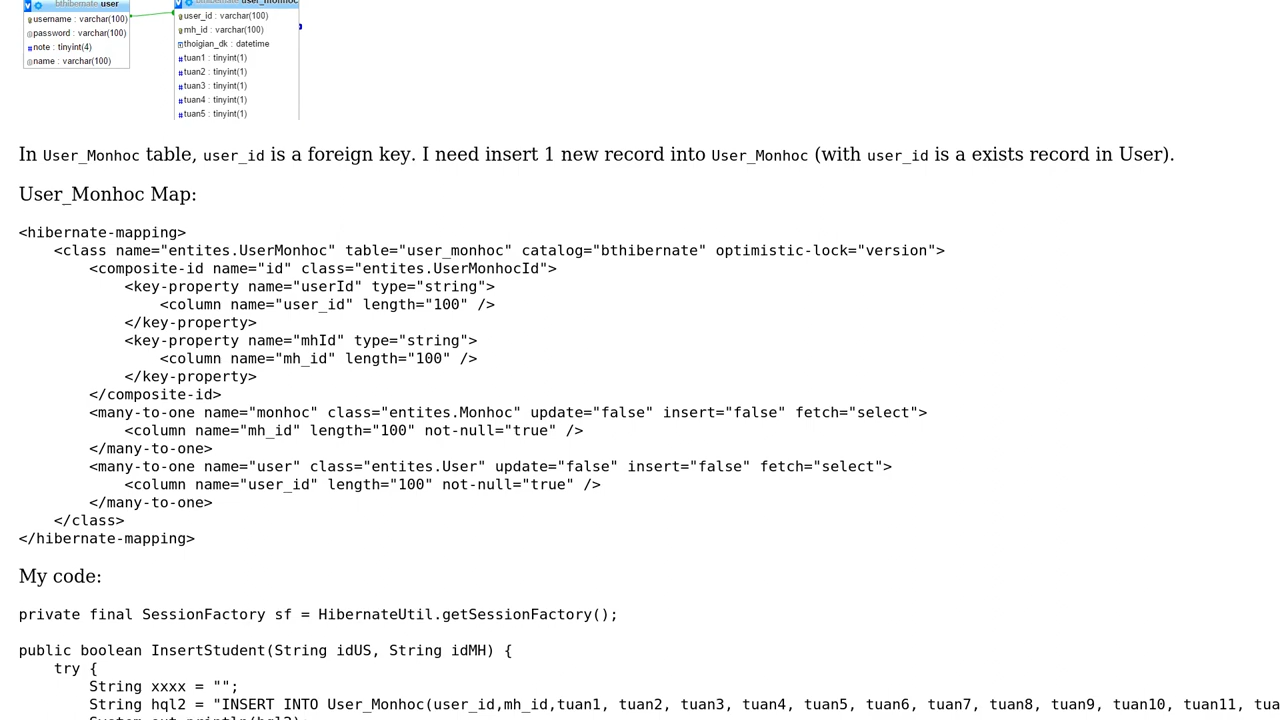 bthibernate user
bthibernate user_monhoc
username : varchar(100)
password : varchar(100)
note : tinyint(4)
name : varchar(100)
user_id : varchar(100)
mh_id : varchar(100)
thoigian_dk : datetime
tuan1 : tinyint(1)
tuan2 : tinyint(1)
tuan3 : tinyint(1)
tuan4 : tinyint(1)
tuan5 : tinyint(1)
In User_Monhoc table, user_id is a foreign key. I need insert 1 new record into User_Monhoc (with user_id is a exists record in User).
User_Monhoc Map:
<hibernate-mapping>
    <class name="entites.UserMonhoc" table="user_monhoc" catalog="bthibernate" optimistic-lock="version">
        <composite-id name="id" class="entites.UserMonhocId">
            <key-property name="userId" type="string">
                <column name="user_id" length="100" />
            </key-property>
            <key-property name="mhId" type="string">
                <column name="mh_id" length="100" />
            </key-property>
        </composite-id>
        <many-to-one name="monhoc" class="entites.Monhoc" update="false" insert="false" fetch="select">
            <column name="mh_id" length="100" not-null="true" />
        </many-to-one>
        <many-to-one name="user" class="entites.User" update="false" insert="false" fetch="select">
            <column name="user_id" length="100" not-null="true" />
        </many-to-one>
    </class>
</hibernate-mapping>
My code:
private final SessionFactory sf = HibernateUtil.getSessionFactory();
public boolean InsertStudent(String idUS, String idMH) {
    try {
        String xxxx = "";
        String hql2 = "INSERT INTO User_Monhoc(user_id,mh_id,tuan1, tuan2, tuan3, tuan4, tuan5, tuan6, tuan7, tuan8, tuan9, tuan10, tuan11, tua
        System.out.println(hql2);